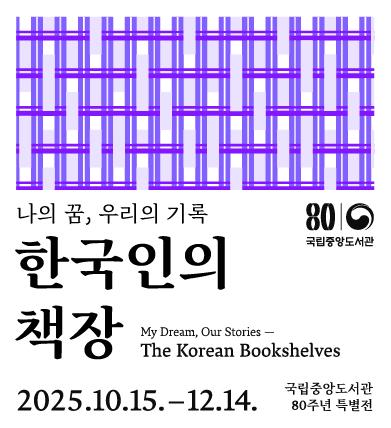 나의 꿈, 우리의 기록
80
국립중앙도서관
한국인의
책장
My Dream, Our Stories —
The Korean Bookshelves
2025.10.15.–12.14.
국립중앙도서관
80주년 특별전